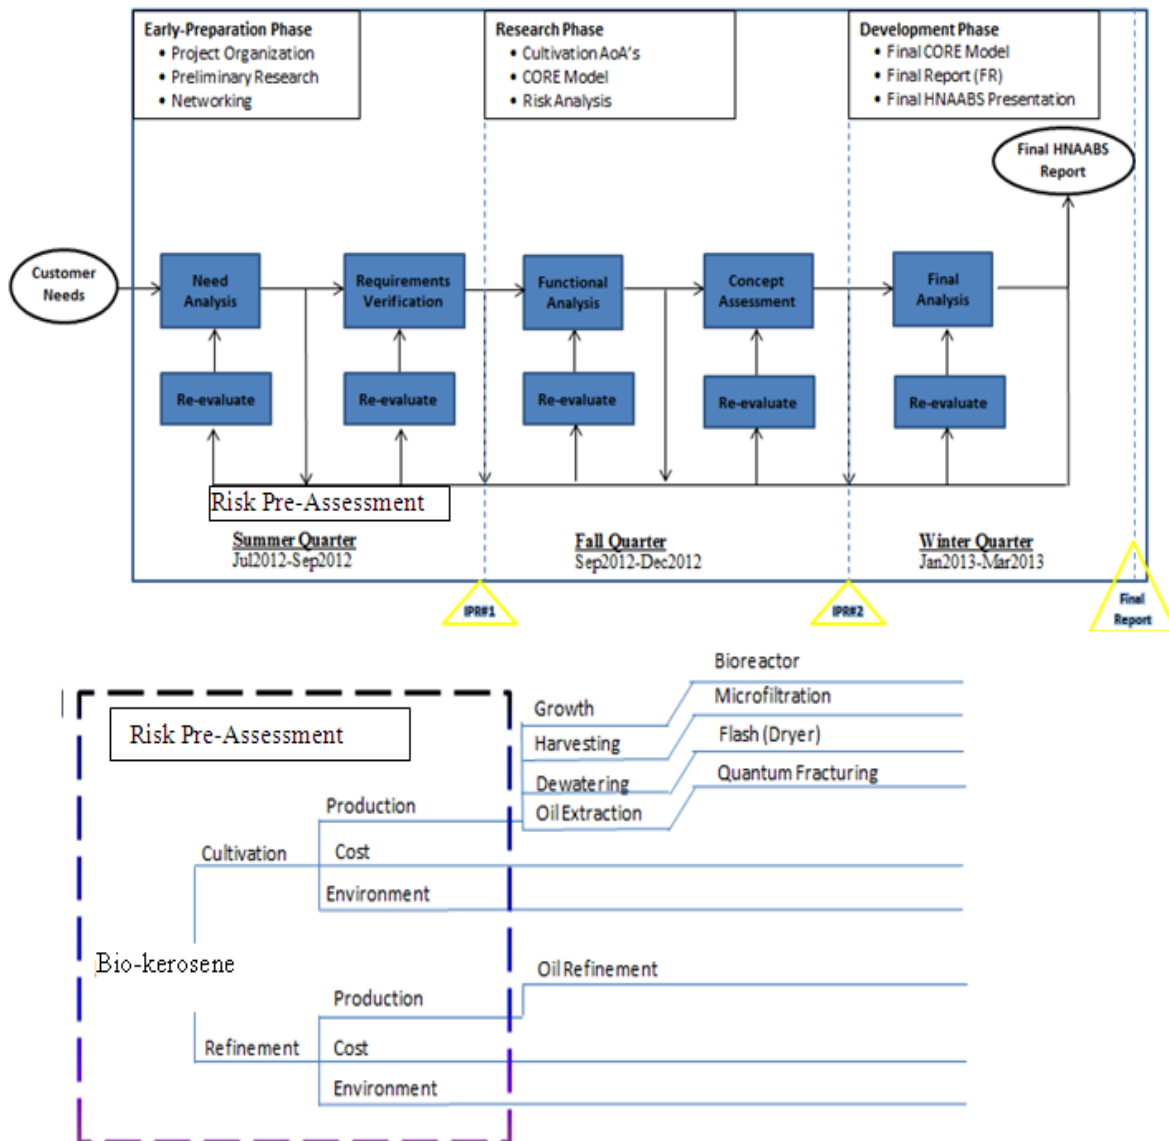 Early-Preparation Phase
• Project Organization
• Preliminary Research
• Networking
Research Phase
• Cultivation AoA's
• CORE Model
• Risk Analysis
Development Phase
• Final CORE Model
• Final Report (FR)
• Final HNAABS Presentation
Final HNAABS
Report
Customer
Needs
Need
Analysis
Requirements
Verification
Functional
Analysis
Concept
Assessment
Final
Analysis
Re-evaluate
Re-evaluate
Re-evaluate
Re-evaluate
Re-evaluate
Risk Pre-Assessment
Summer Quarter
Jul2012-Sep2012
Fall Quarter
Sep2012-Dec2012
Winter Quarter
Jan2013-Mar2013
IPR#1
IPR#2
Final
Report
Risk Pre-Assessment
Bioreactor
Growth
Microfiltration
Harvesting
Flash (Dryer)
Dewatering
Quantum Fracturing
Oil Extraction
Production
Cultivation
Cost
Environment
Bio-kerosene
Oil Refinement
Production
Refinement
Cost
Environment